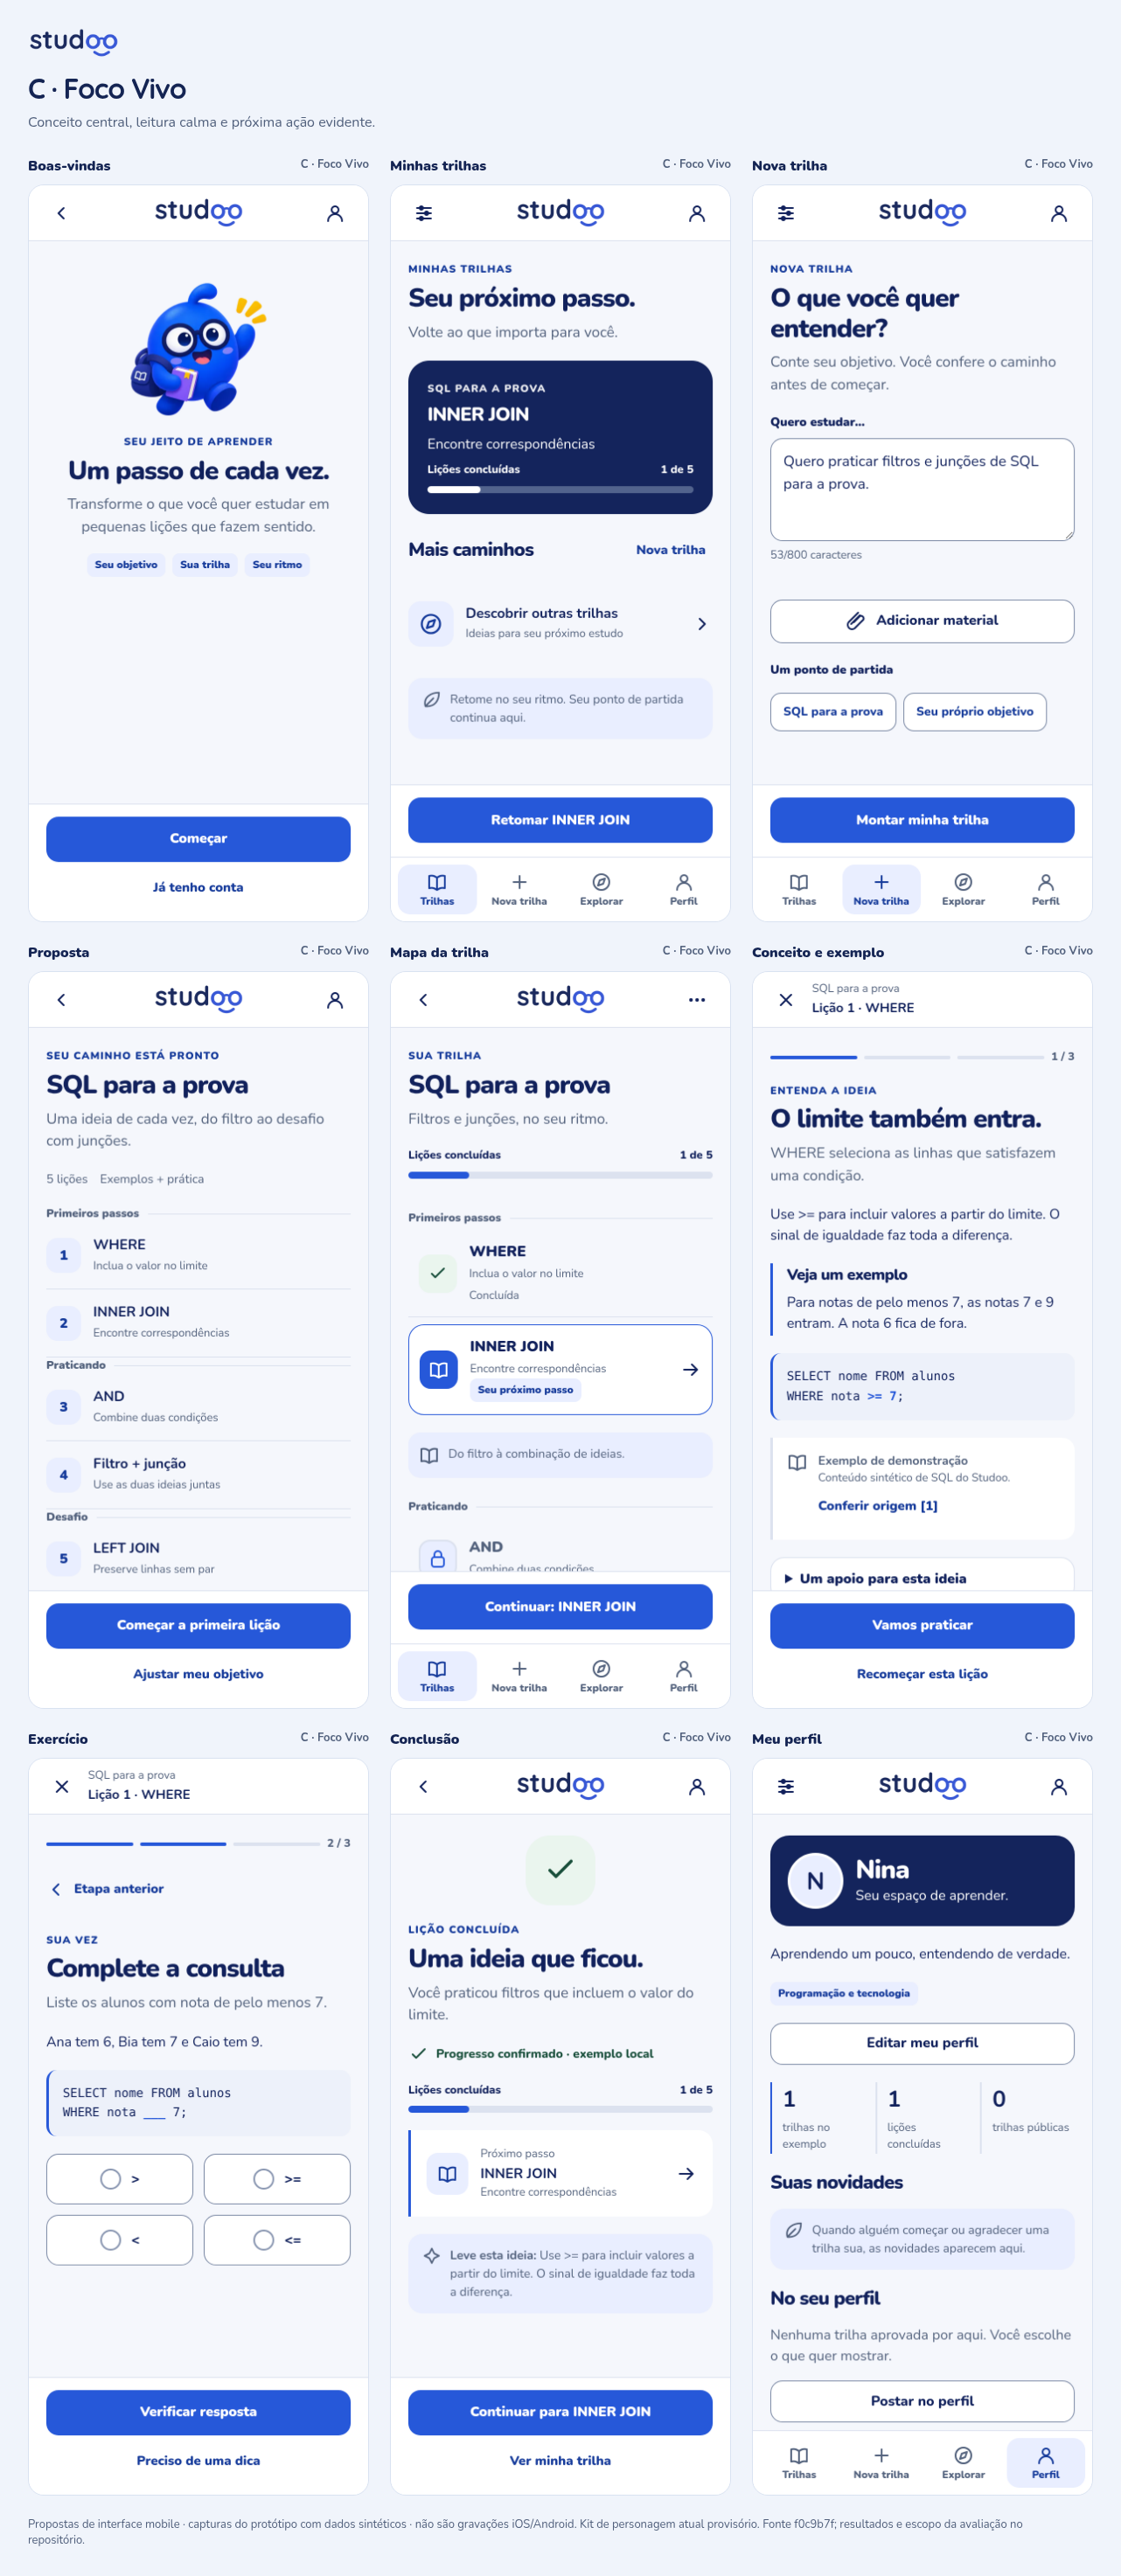 studoo
C · Foco Vivo
Conceito central, leitura calma e próxima ação evidente.
Boas-vindas
C · Foco Vivo
studoo
SEU JEITO DE APRENDER
Um passo de cada vez.
Transforme o que você quer estudar em
pequenas lições que fazem sentido.
Seu objetivo
Sua trilha
Seu ritmo
Começar
Já tenho conta
Minhas trilhas
C · Foco Vivo
studoo
MINHAS TRILHAS
Seu próximo passo.
Volte ao que importa para você.
SQL PARA A PROVA
INNER JOIN
Encontre correspondências
Lições concluídas
1 de 5
Mais caminhos
Nova trilha
Descobrir outras trilhas
Ideias para seu próximo estudo
Retome no seu ritmo. Seu ponto de partida
continua aqui.
Retomar INNER JOIN
Trilhas
Nova trilha
Explorar
Perfil
Nova trilha
C · Foco Vivo
studoo
NOVA TRILHA
O que você quer
entender?
Conte seu objetivo. Você confere o caminho
antes de começar.
Quero estudar...
Quero praticar filtros e junções de SQL
para a prova.
53/800 caracteres
Adicionar material
Um ponto de partida
SQL para a prova
Seu próprio objetivo
Montar minha trilha
Trilhas
Nova trilha
Explorar
Perfil
Proposta
C · Foco Vivo
studoo
SEU CAMINHO ESTÁ PRONTO
SQL para a prova
Uma ideia de cada vez, do filtro ao desafio
com junções.
5 lições
Exemplos + prática
Primeiros passos
1
WHERE
Inclua o valor no limite
2
INNER JOIN
Encontre correspondências
Praticando
3
AND
Combine duas condições
4
Filtro + junção
Use as duas ideias juntas
Desafio
5
LEFT JOIN
Preserve linhas sem par
Começar a primeira lição
Ajustar meu objetivo
Mapa da trilha
C · Foco Vivo
studoo
SUA TRILHA
SQL para a prova
Filtros e junções, no seu ritmo.
Lições concluídas
1 de 5
Primeiros passos
WHERE
Inclua o valor no limite
Concluída
INNER JOIN
Encontre correspondências
Seu próximo passo
Do filtro à combinação de ideias.
Praticando
AND
Combine duas condições
Continuar: INNER JOIN
Trilhas
Nova trilha
Explorar
Perfil
Conceito e exemplo
C · Foco Vivo
SQL para a prova
Lição 1 · WHERE
1 / 3
ENTENDA A IDEIA
O limite também entra.
WHERE seleciona as linhas que satisfazem
uma condição.
Use >= para incluir valores a partir do limite. O
sinal de igualdade faz toda a diferença.
Veja um exemplo
Para notas de pelo menos 7, as notas 7 e 9
entram. A nota 6 fica de fora.
SELECT nome FROM alunos
WHERE nota >= 7;
Exemplo de demonstração
Conteúdo sintético de SQL do Studoo.
Conferir origem [1]
Um apoio para esta ideia
Vamos praticar
Recomeçar esta lição
Exercício
C · Foco Vivo
SQL para a prova
Lição 1 · WHERE
2 / 3
Etapa anterior
SUA VEZ
Complete a consulta
Liste os alunos com nota de pelo menos 7.
Ana tem 6, Bia tem 7 e Caio tem 9.
SELECT nome FROM alunos
WHERE nota ___ 7;
>
>=
<
<=
Verificar resposta
Preciso de uma dica
Conclusão
C · Foco Vivo
studoo
LIÇÃO CONCLUÍDA
Uma ideia que ficou.
Você praticou filtros que incluem o valor do
limite.
Progresso confirmado · exemplo local
Lições concluídas
1 de 5
Próximo passo
INNER JOIN
Encontre correspondências
Leve esta ideia: Use >= para incluir valores a
partir do limite. O sinal de igualdade faz toda
a diferença.
Continuar para INNER JOIN
Ver minha trilha
Meu perfil
C · Foco Vivo
studoo
N
Nina
Seu espaço de aprender.
Aprendendo um pouco, entendendo de verdade.
Programação e tecnologia
Editar meu perfil
1
trilhas no
exemplo
1
lições
concluídas
0
trilhas públicas
Suas novidades
Quando alguém começar ou agradecer uma
trilha sua, as novidades aparecem aqui.
No seu perfil
Nenhuma trilha aprovada por aqui. Você escolhe
o que quer mostrar.
Postar no perfil
Trilhas
Nova trilha
Explorar
Perfil
Propostas de interface mobile · capturas do protótipo com dados sintéticos · não são gravações iOS/Android. Kit de personagem atual provisório. Fonte f0c9b7f; resultados e escopo da avaliação no
repositório.